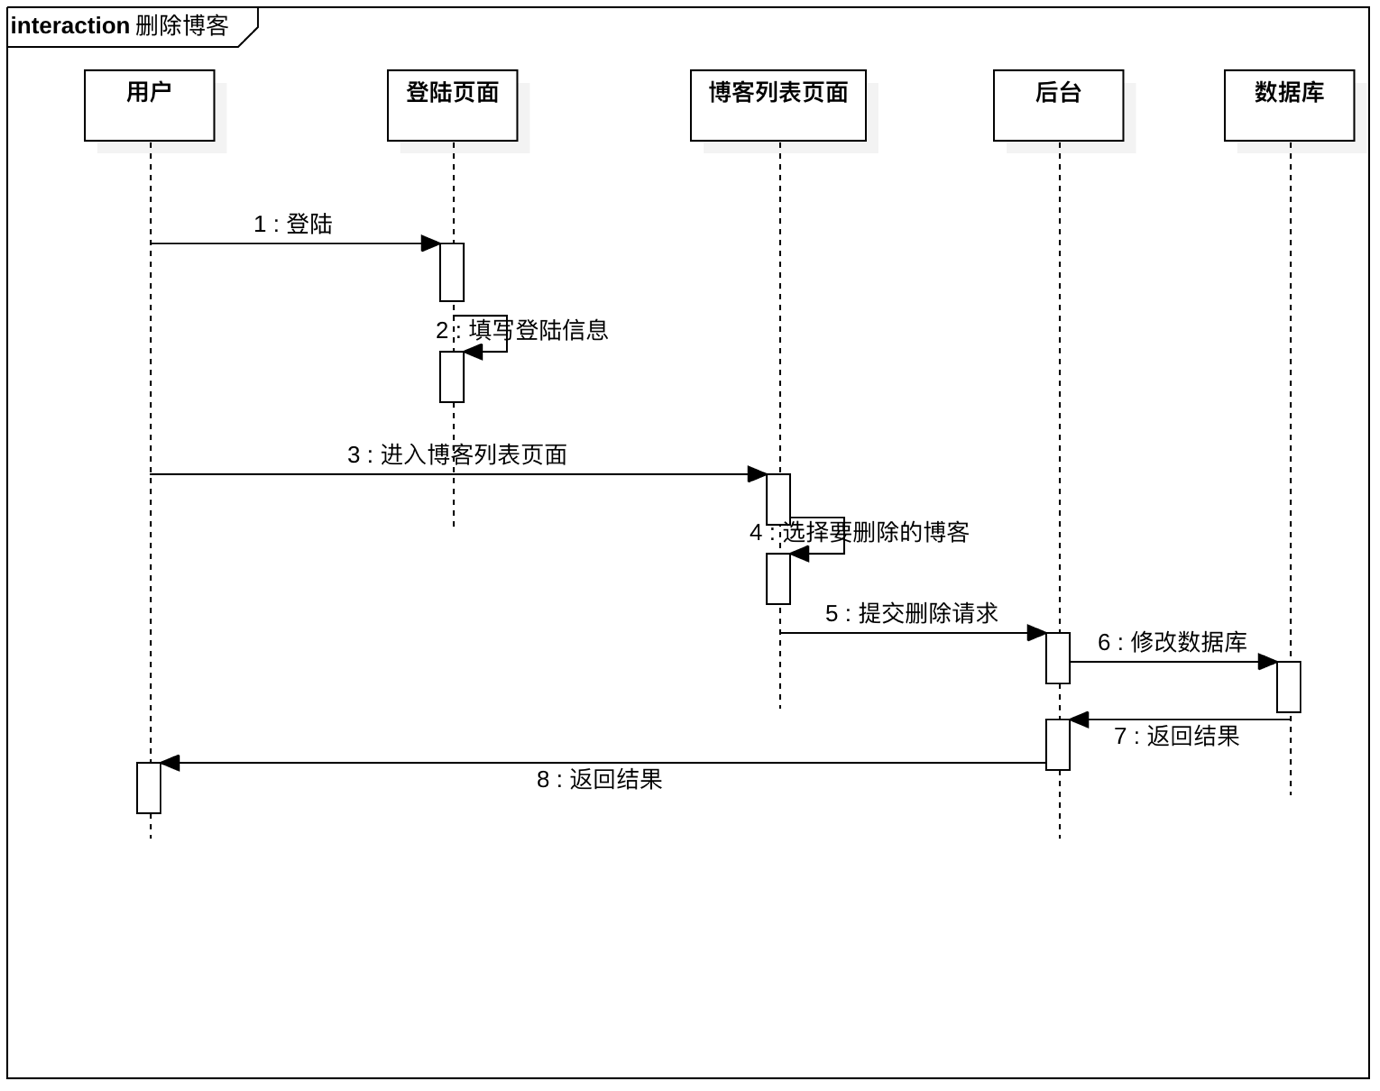 interaction 删除博客
用户
登陆页面
博客列表页面
后台
数据库
1 : 登陆
2 : 填写登陆信息
3 : 进入博客列表页面
4 : 选择要删除的博客
5 : 提交删除请求
6 : 修改数据库
7 : 返回结果
8 : 返回结果